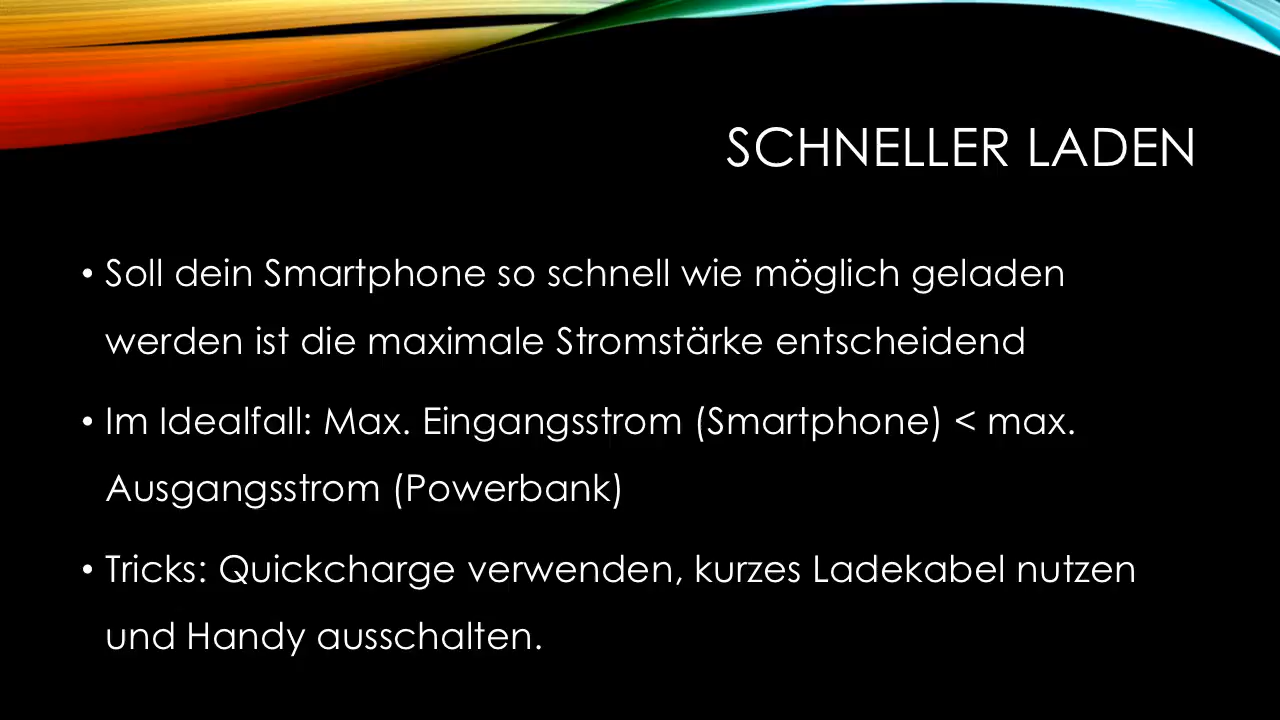 SCHNELLER LADEN
• Soll dein Smartphone so schnell wie möglich geladen
werden ist die maximale Stromstärke entscheidend
• Im Idealfall: Max. Eingangsstrom (Smartphone) < max.
Ausgangsstrom (Powerbank)
• Tricks: Quickcharge verwenden, kurzes Ladekabel nutzen
und Handy ausschalten.